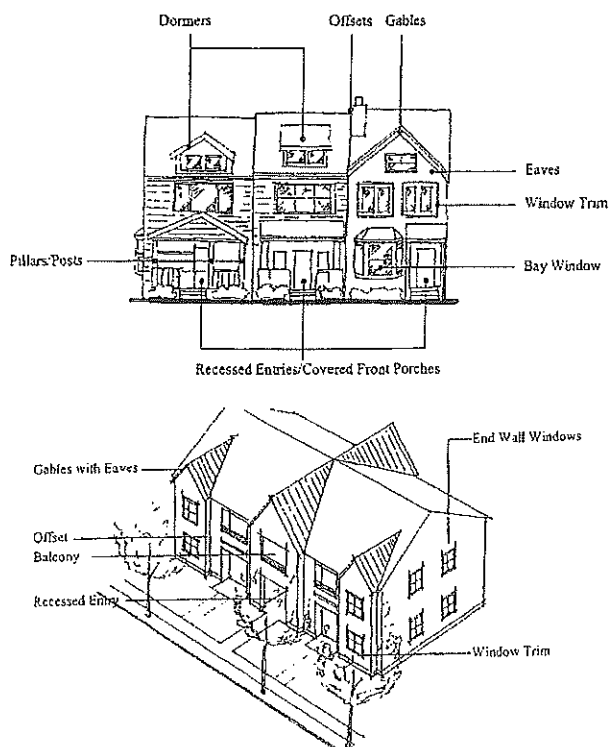 Dormers
Offsets
Gables
Eaves
Window Trim
Pillars/Posts
Bay Window
Recessed Entries/Covered Front Porches
End Wall Windows
Gables with Eaves
Offset
Balcony
Recessed Entry
Window Trim